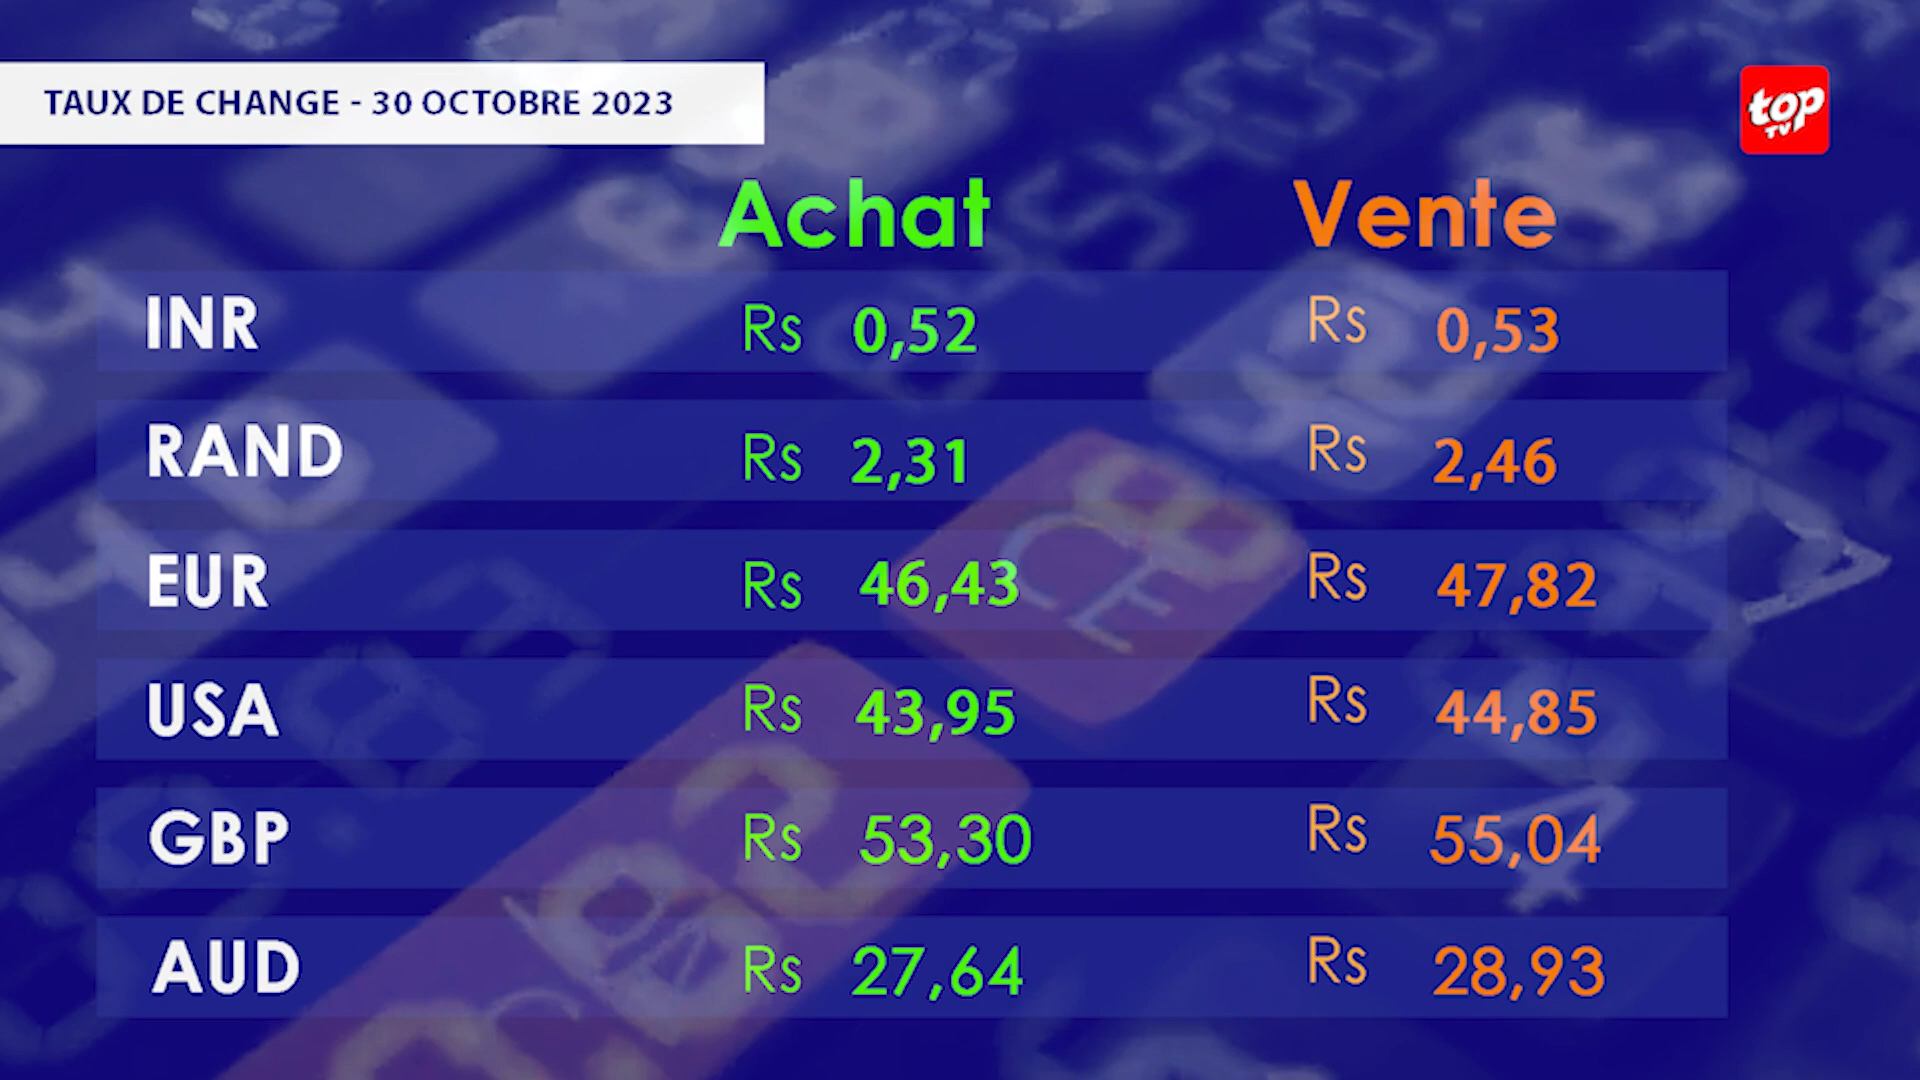 TAUX DE CHANGE - 30 OCTOBRE 2023
top
TV
Achat Vente
INR Rs 0,52 Rs 0,53
RAND Rs 2,31 Rs 2,46
EUR Rs 46,43 Rs 47,82
USA Rs 43,95 Rs 44,85
GBP Rs 53,30 Rs 55,04
AUD Rs 27,64 Rs 28,93
CE